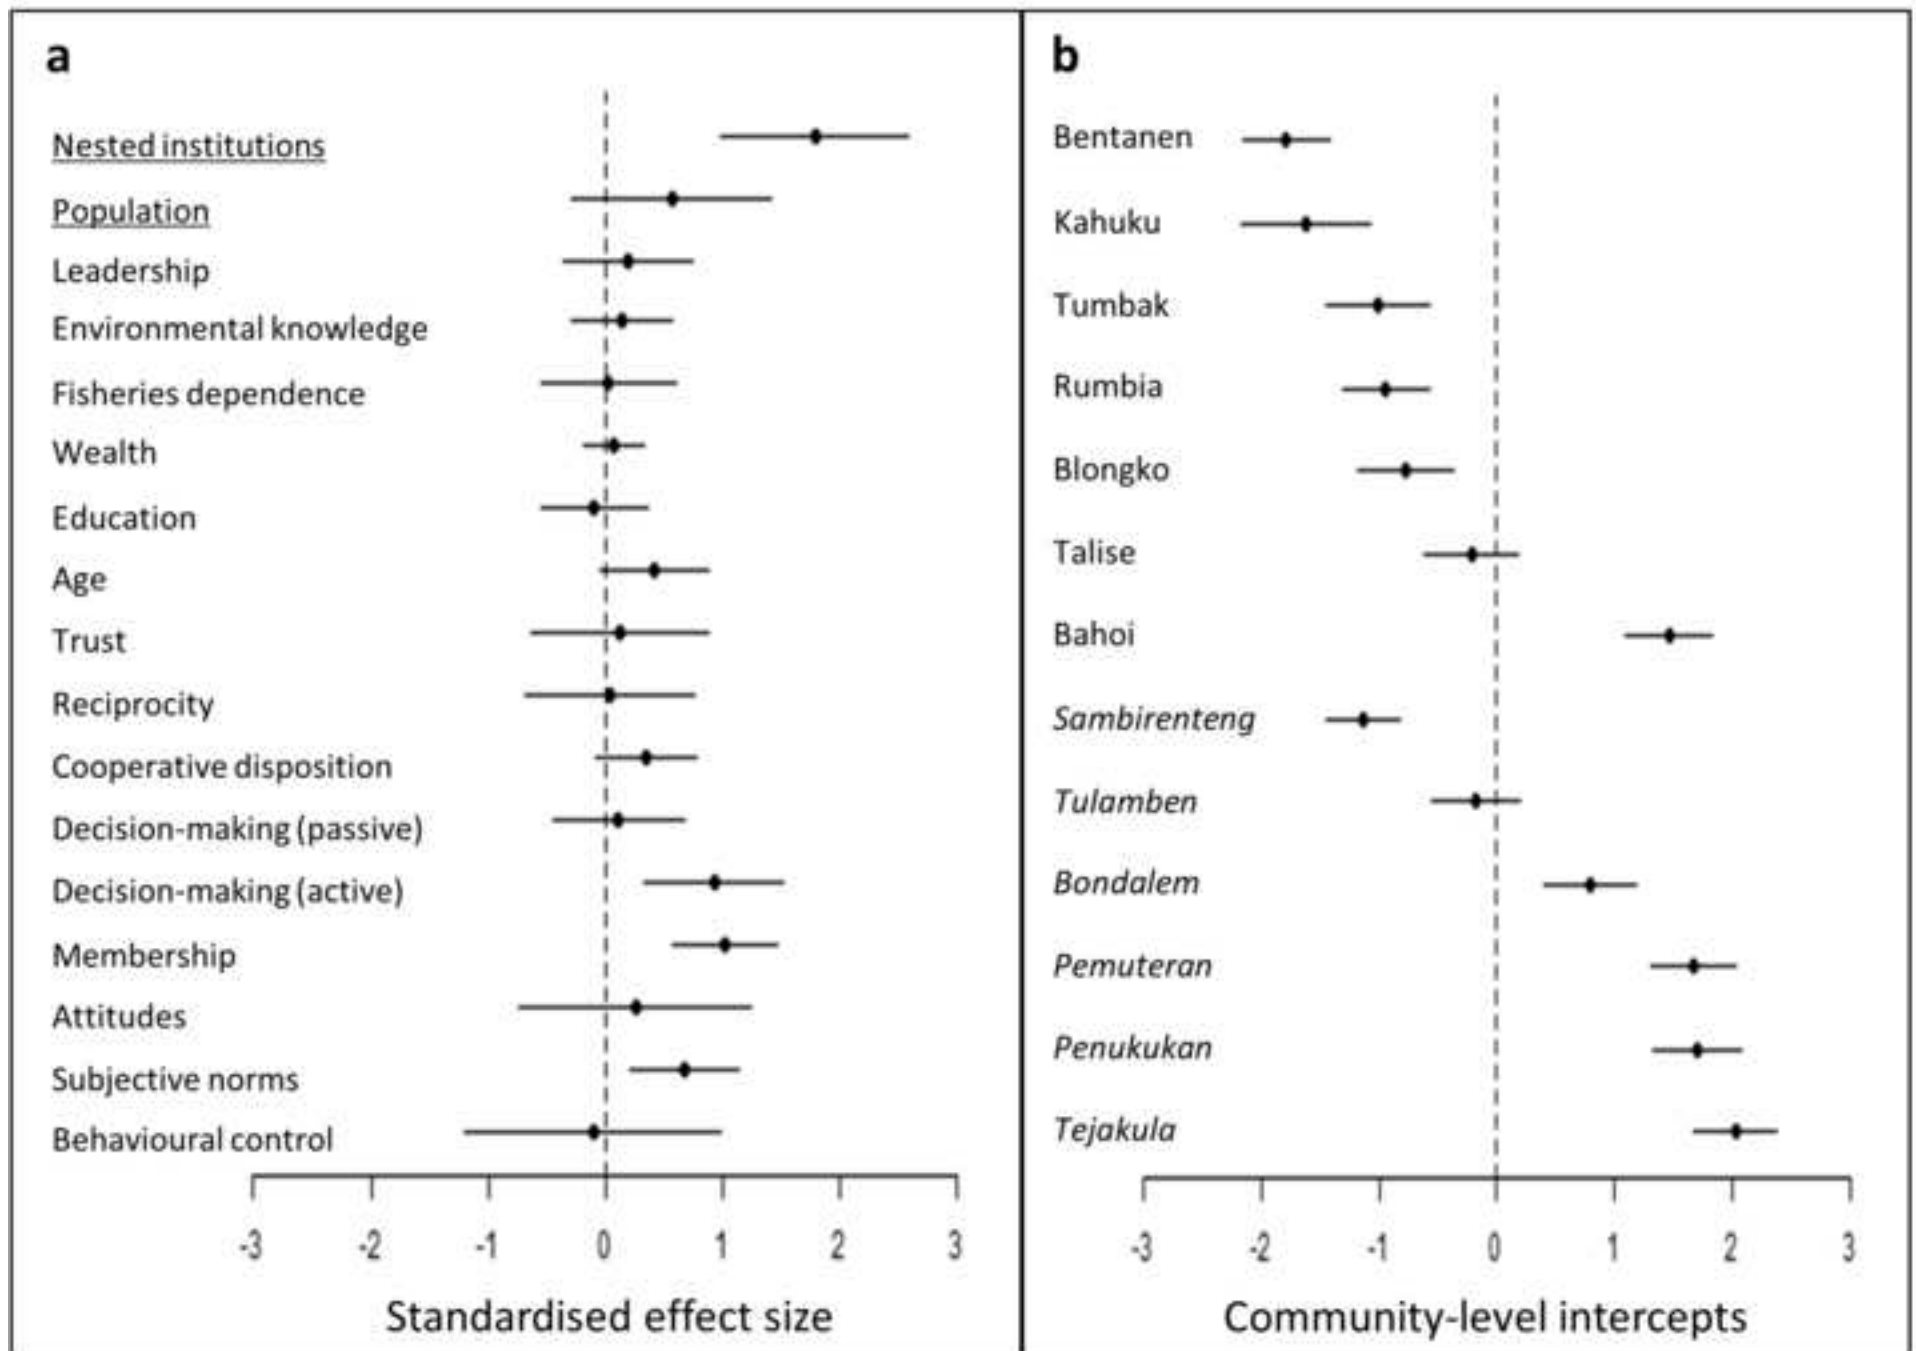 a
Nested institutions
Population
Leadership
Environmental knowledge
Fisheries dependence
Wealth
Education
Age
Trust
Reciprocity
Cooperative disposition
Decision-making (passive)
Decision-making (active)
Membership
Attitudes
Subjective norms
Behavioural control
-3 -2 -1 0 1 2 3
Standardised effect size
b
Bentanen
Kahuku
Tumbak
Rumbia
Blongko
Talise
Bahoi
Sambirenteng
Tulamben
Bondalem
Pemuteran
Penukukan
Tejakula
-3 -2 -1 0 1 2 3
Community-level intercepts